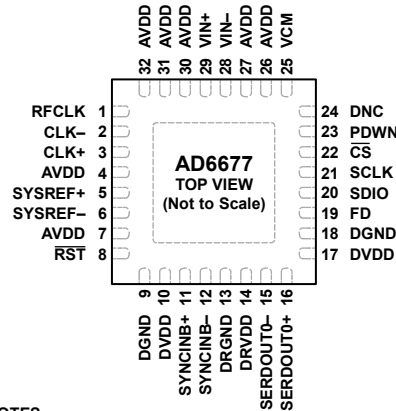 32 AVDD
31 AVDD
30 AVDD
29 VIN+
28 VIN–
27 AVDD
26 AVDD
25 VCM
RFCLK 1
CLK– 2
CLK+ 3
AVDD 4
SYSREF+ 5
SYSREF– 6
AVDD 7
RST 8
AD6677
TOP VIEW
(Not to Scale)
24 DNC
23 PDWN
22 CS
21 SCLK
20 SDIO
19 FD
18 DGND
17 DVDD
DGND 9
DVDD 10
SYNCINB+ 11
SYNCINB– 12
DRGND 13
DRVDD 14
SERDOUT0– 15
SERDOUT0+ 16